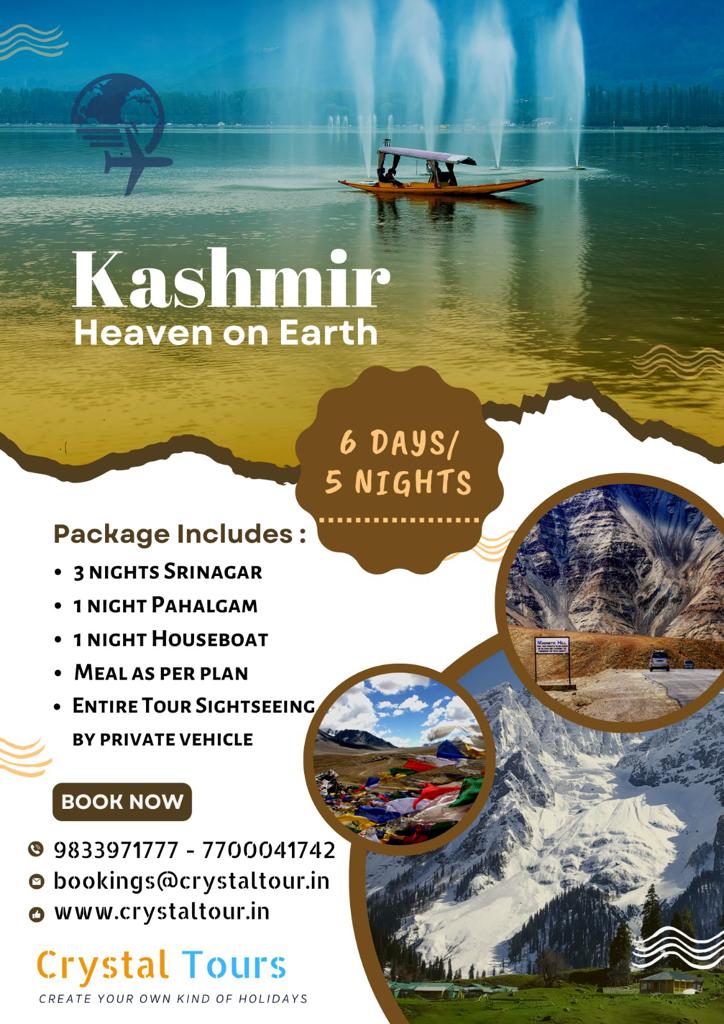 Kashmir
Heaven on Earth
6 DAYS/
5 NIGHTS
Package Includes :
• 3 NIGHTS SRINAGAR
• 1 NIGHT PAHALGAM
• 1 NIGHT HOUSEBOAT
• MEAL AS PER PLAN
• ENTIRE TOUR SIGHTSEEING
BY PRIVATE VEHICLE
MAGNETIC HILL
BOOK NOW
9833971777 - 7700041742
bookings@crystaltour.in
www.crystaltour.in
Crystal Tours
CREATE YOUR OWN KIND OF HOLIDAYS